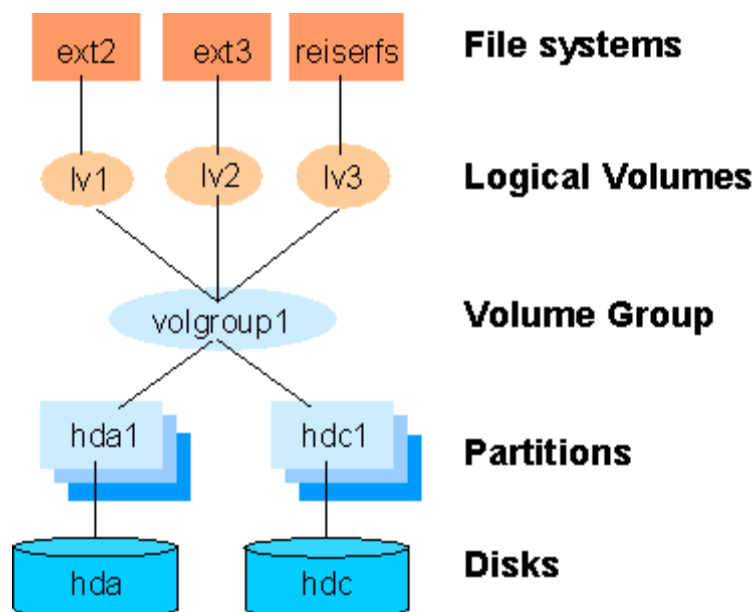 ext2 ext3 reiserfs File systems
lv1 lv2 lv3 Logical Volumes
volgroup1 Volume Group
hda1 hdc1 Partitions
hda hdc Disks